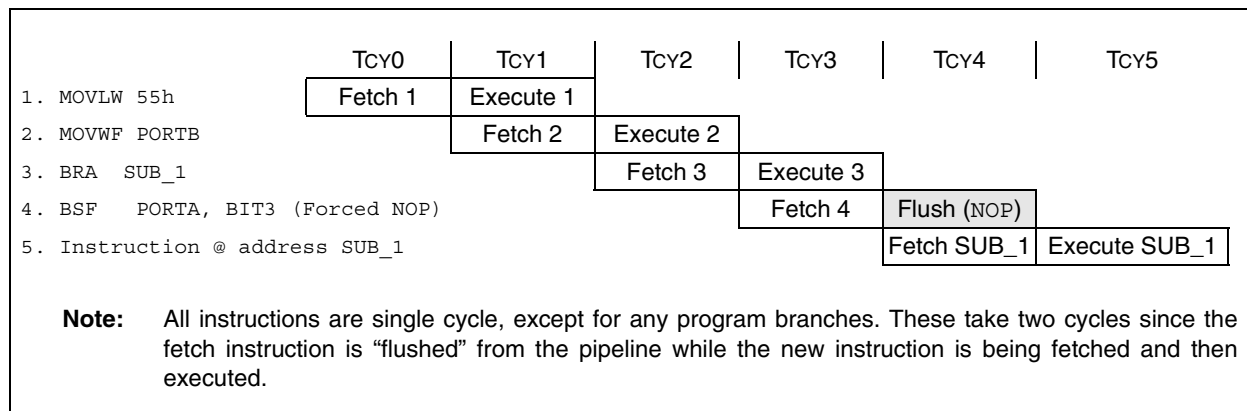 TCY0 TCY1 TCY2 TCY3 TCY4 TCY5
1. MOVLW 55h Fetch 1 Execute 1
2. MOVWF PORTB Fetch 2 Execute 2
3. BRA SUB_1 Fetch 3 Execute 3
4. BSF PORTA, BIT3 (Forced NOP) Fetch 4 Flush (NOP)
5. Instruction @ address SUB_1 Fetch SUB_1 Execute SUB_1
Note: All instructions are single cycle, except for any program branches. These take two cycles since the
fetch instruction is “flushed” from the pipeline while the new instruction is being fetched and then
executed.